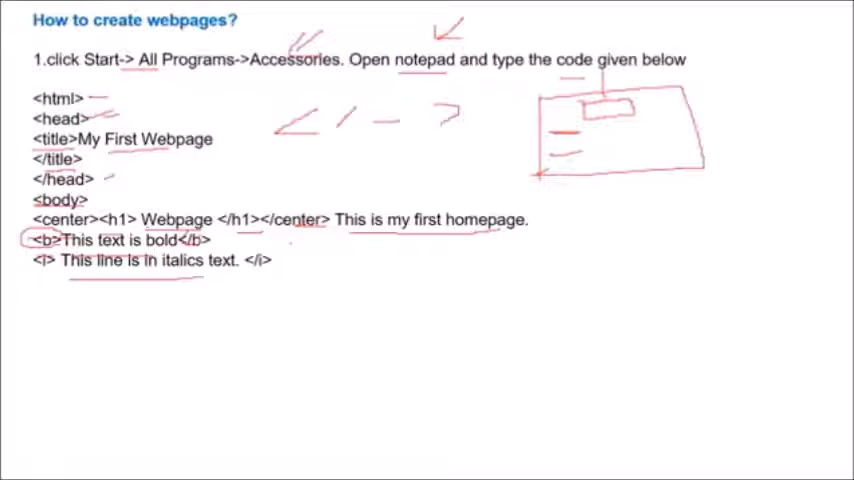 How to create webpages?
1.click Start-> All Programs->Accessories. Open notepad and type the code given below
<html>
<head>
<title>My First Webpage
</title>
</head>
<body>
<center><h1> Webpage </h1></center> This is my first homepage.
<b>This text is bold</b>
<i> This line is in italics text. </i>
< / >